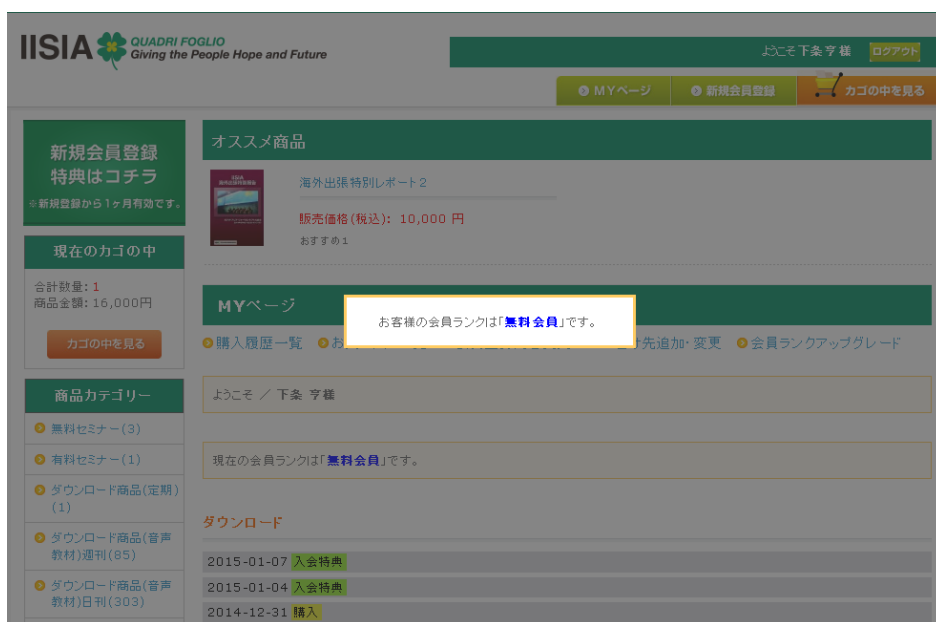 IISIA
QUADRI FOGLIO
Giving the People Hope and Future
ようこそ下条 亨 様 ログアウト
MYページ
新規会員登録
カゴの中を見る
新規会員登録
特典はコチラ
※新規登録から1ヶ月有効です。
現在のカゴの中
合計数量:1
商品金額:16,000円
カゴの中を見る
商品カテゴリー
無料セミナー(3)
有料セミナー(1)
ダウンロード商品(定期)
(1)
ダウンロード商品(音声
教材)週刊(85)
ダウンロード商品(音声
教材)日刊(303)
オススメ商品
海外出張特別レポート2
販売価格(税込): 10,000 円
おすすめ1
MYページ
お客様の会員ランクは「無料会員」です。
購入履歴一覧
け先追加・変更
会員ランクアップグレード
ようこそ / 下条 亨様
現在の会員ランクは「無料会員」です。
ダウンロード
2015-01-07 入会特典
2015-01-04 入会特典
2014-12-31 購入